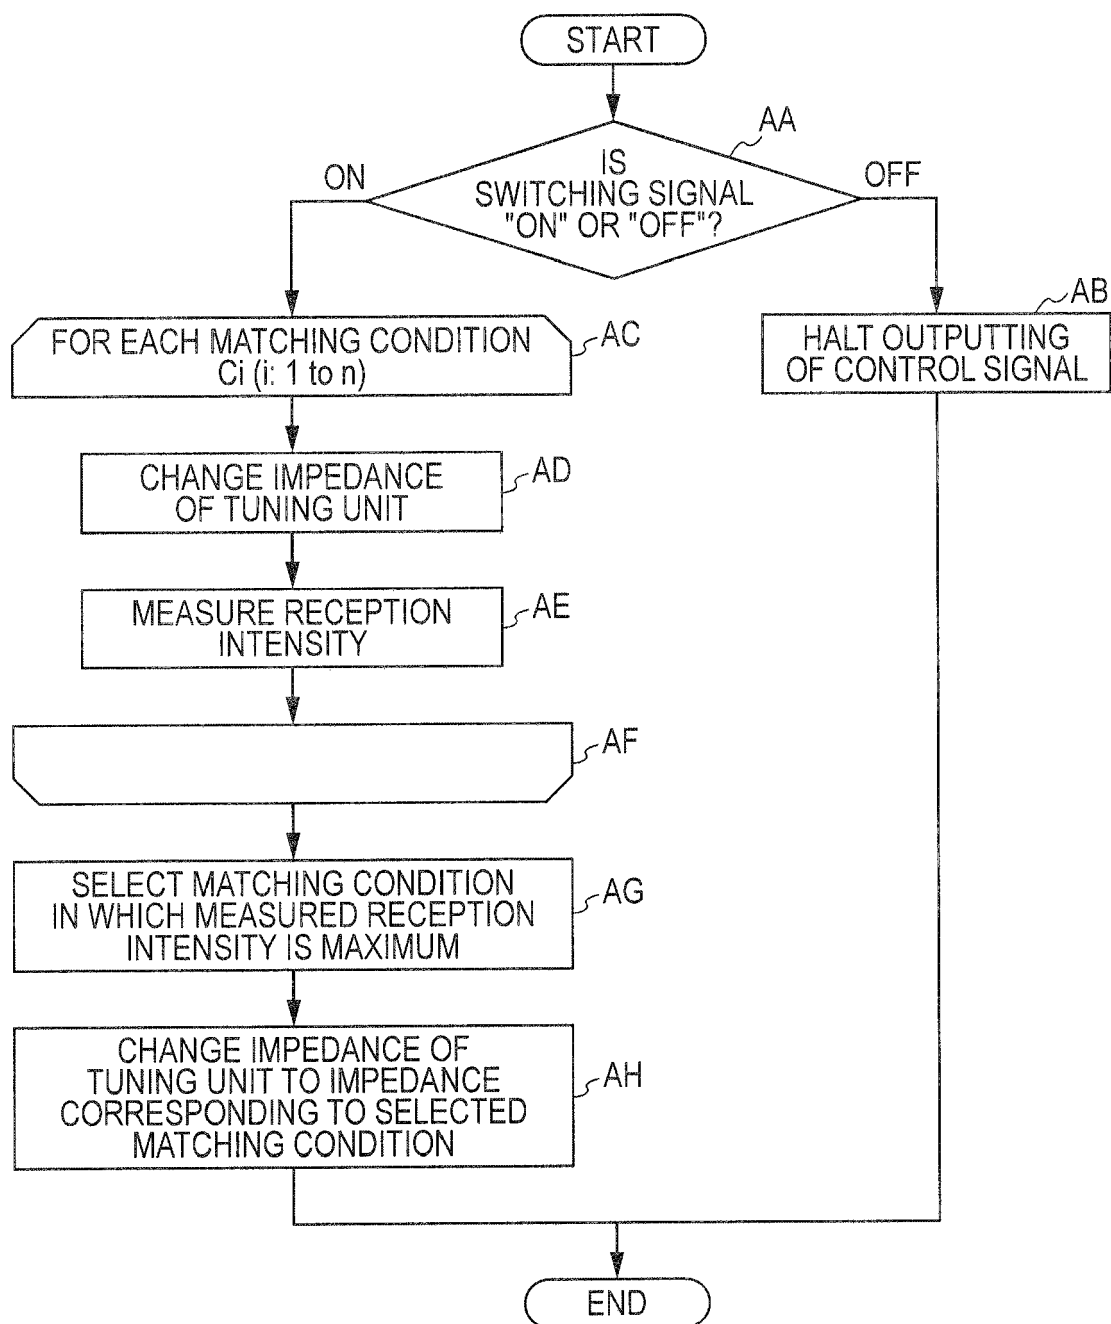 START
AA
IS
SWITCHING SIGNAL
"ON" OR "OFF"?
ON
OFF
AB
HALT OUTPUTTING
OF CONTROL SIGNAL
FOR EACH MATCHING CONDITION
Ci (i: 1 to n)
AC
CHANGE IMPEDANCE
OF TUNING UNIT
AD
MEASURE RECEPTION
INTENSITY
AE
AF
SELECT MATCHING CONDITION
IN WHICH MEASURED RECEPTION
INTENSITY IS MAXIMUM
AG
CHANGE IMPEDANCE OF
TUNING UNIT TO IMPEDANCE
CORRESPONDING TO SELECTED
MATCHING CONDITION
AH
END